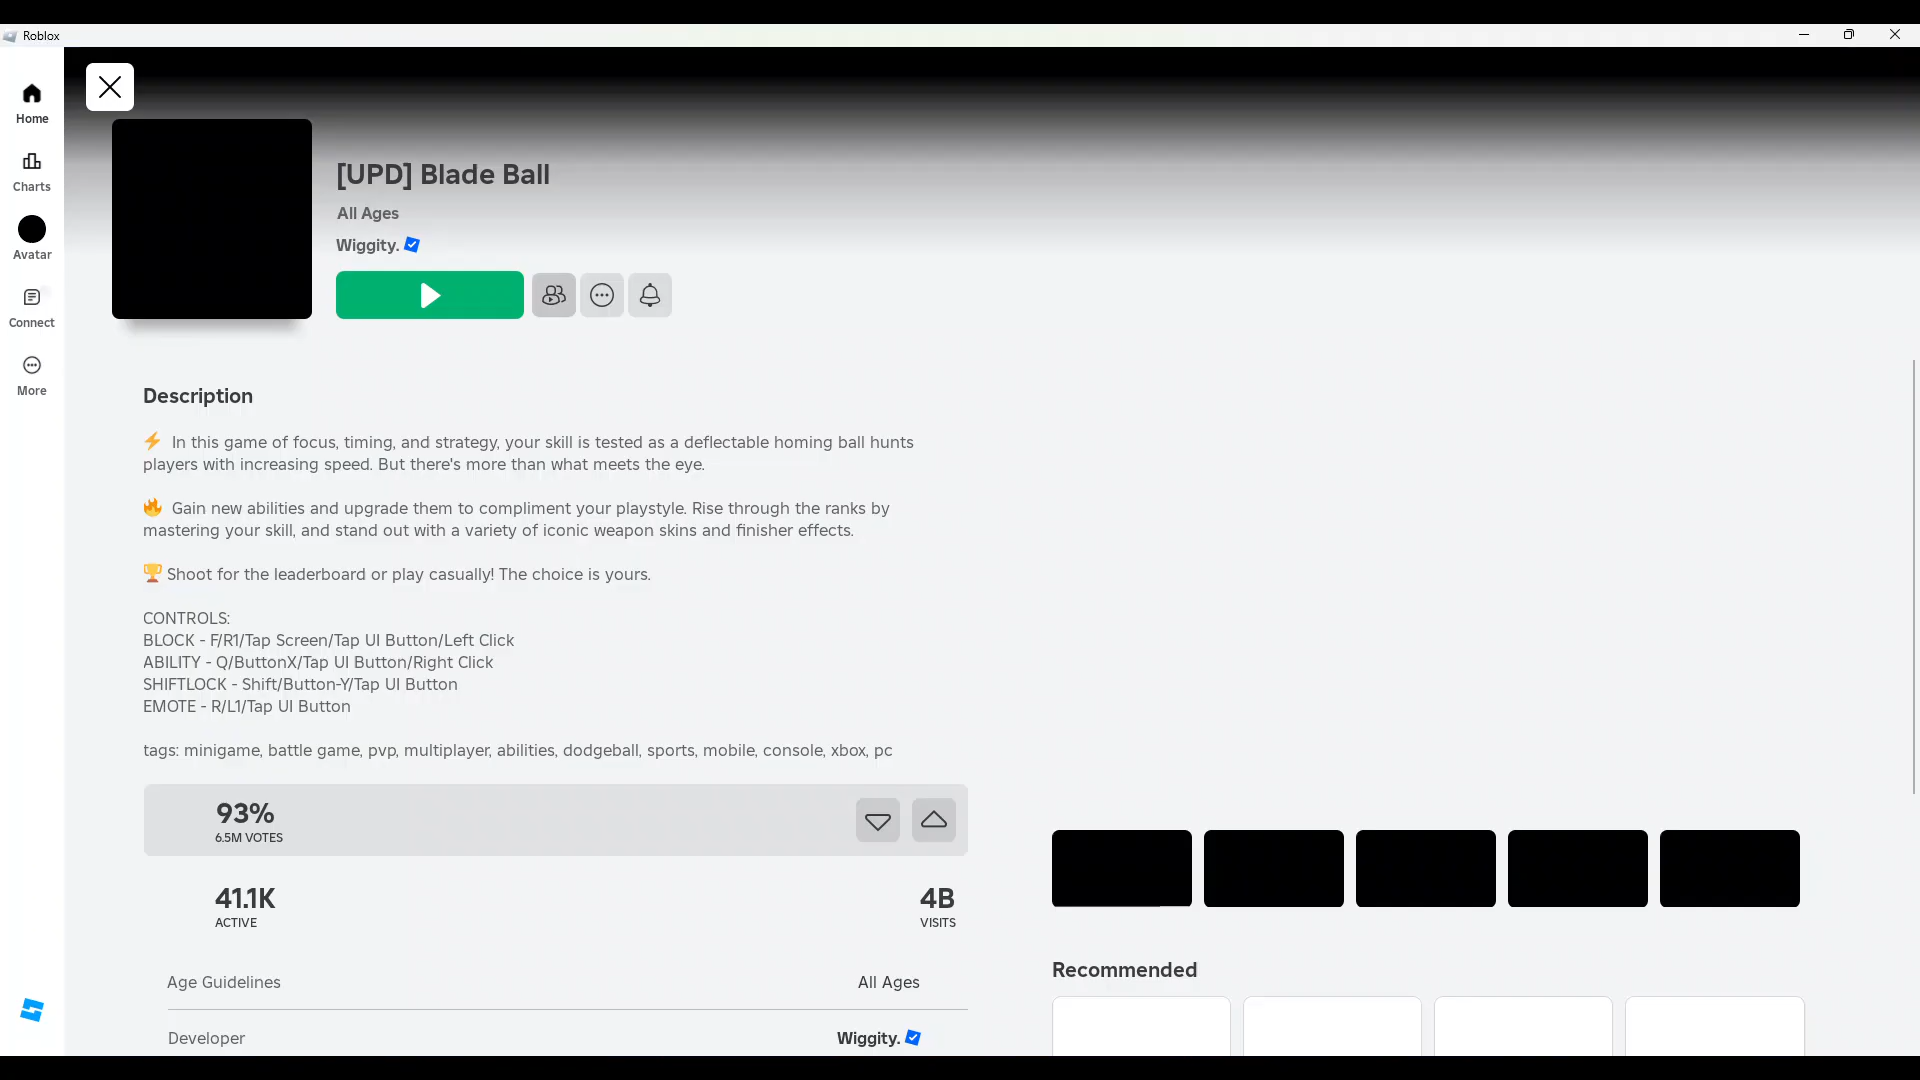 Roblox
Home
Charts
Avatar
Connect
More
[UPD] Blade Ball
All Ages
Wiggity.
Description
⚡ In this game of focus, timing, and strategy, your skill is tested as a deflectable homing ball hunts
players with increasing speed. But there's more than what meets the eye.
🔥 Gain new abilities and upgrade them to compliment your playstyle. Rise through the ranks by
mastering your skill, and stand out with a variety of iconic weapon skins and finisher effects.
🏆 Shoot for the leaderboard or play casually! The choice is yours.
CONTROLS:
BLOCK - F/R1/Tap Screen/Tap UI Button/Left Click
ABILITY - Q/ButtonX/Tap UI Button/Right Click
SHIFTLOCK - Shift/Button-Y/Tap UI Button
EMOTE - R/L1/Tap UI Button
tags: minigame, battle game, pvp, multiplayer, abilities, dodgeball, sports, mobile, console, xbox, pc
93%
6.5M VOTES
41.1K
ACTIVE
4B
VISITS
Age Guidelines
All Ages
Developer
Wiggity.
Recommended